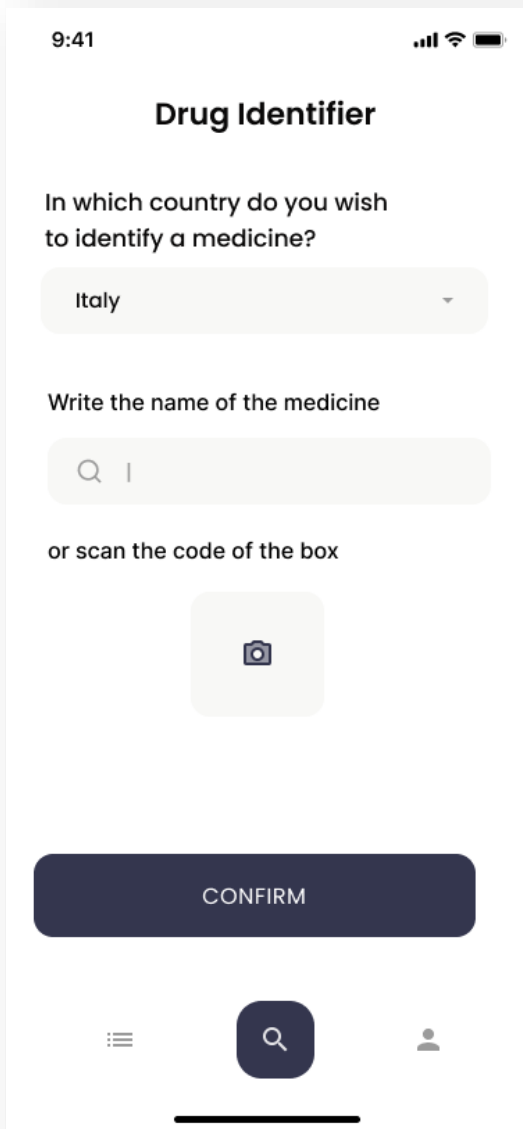 9:41
Drug Identifier
In which country do you wish
to identify a medicine?
Italy
Write the name of the medicine
or scan the code of the box
CONFIRM